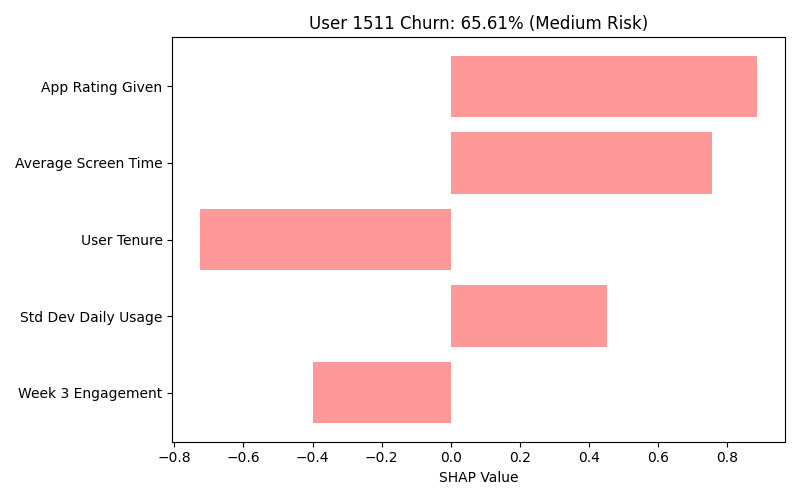 User 1511 Churn: 65.61% (Medium Risk)
App Rating Given
Average Screen Time
User Tenure
Std Dev Daily Usage
Week 3 Engagement
−0.8 −0.6 −0.4 −0.2 0.0 0.2 0.4 0.6 0.8
SHAP Value